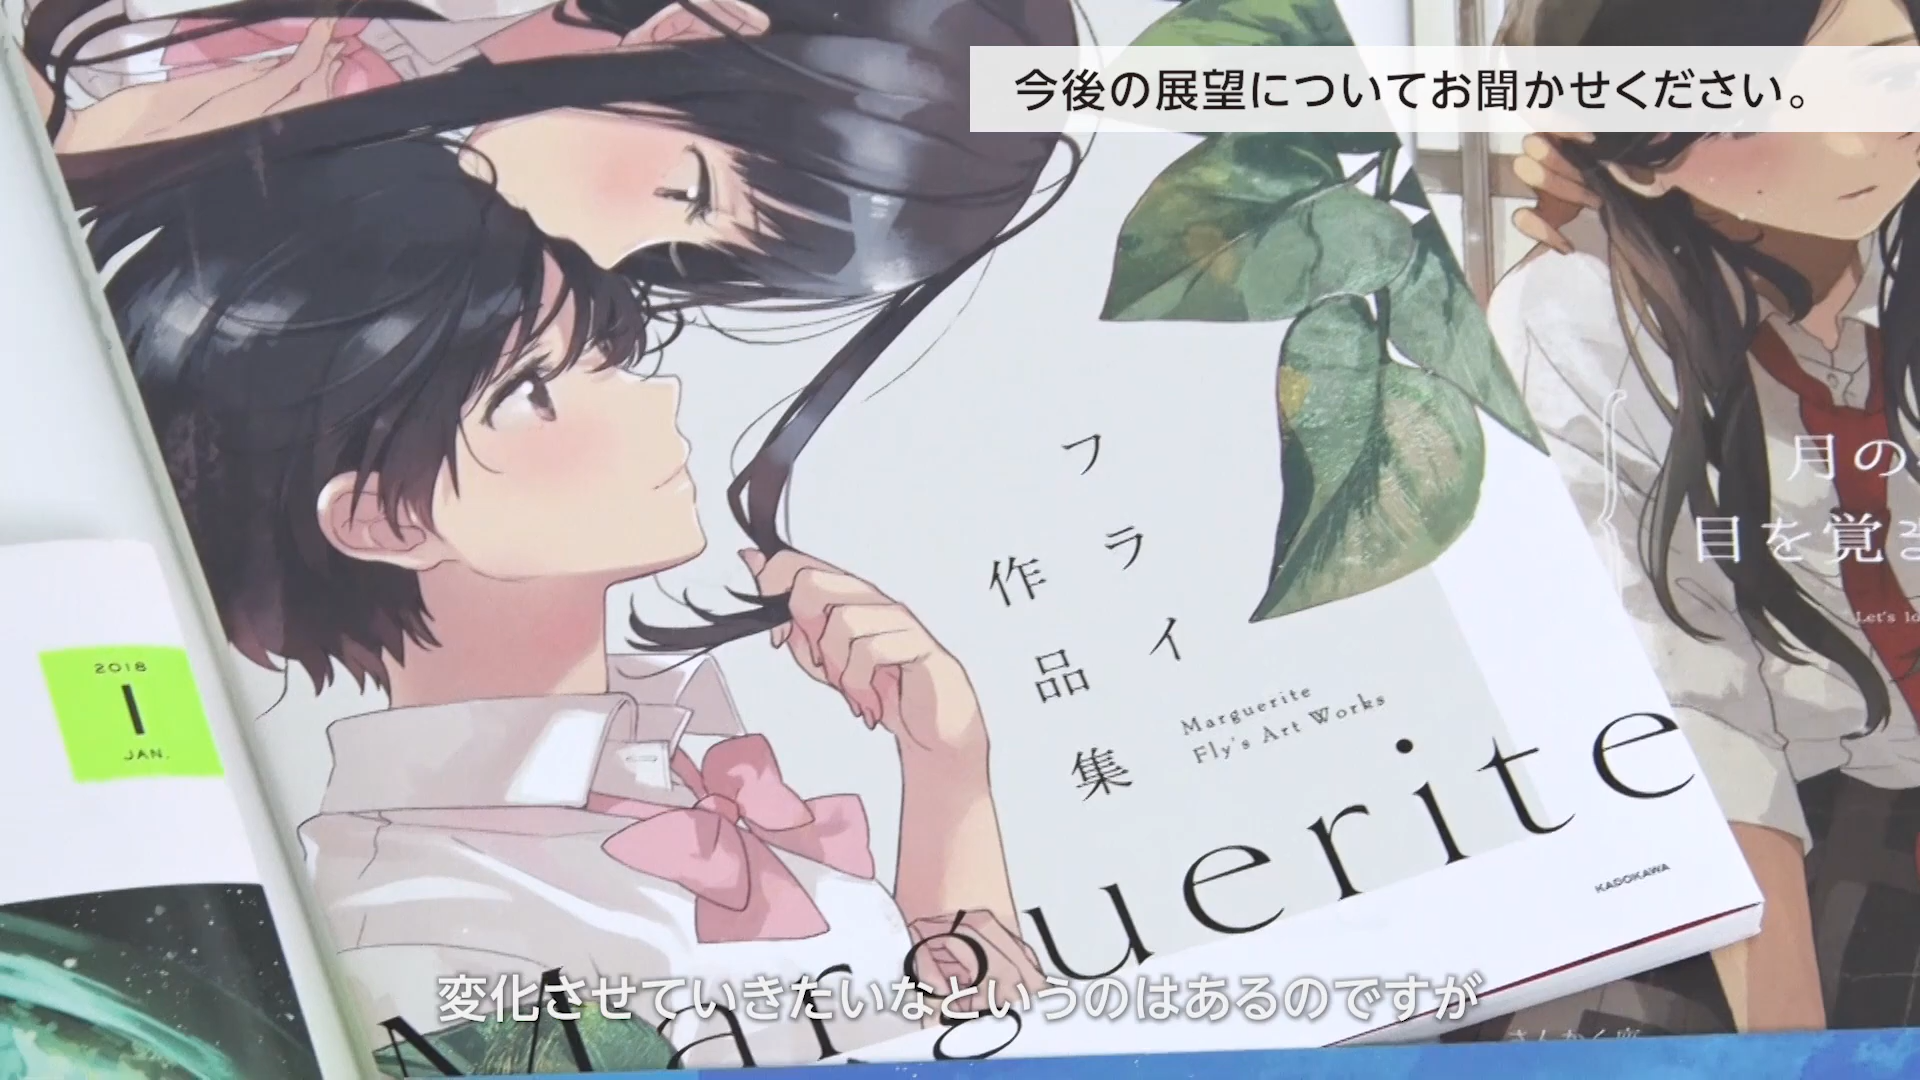 今後の展望についてお聞かせください。
フライ
作品集
Marguerite
Fly's Art Works
Marguerite
KADOKAWA
2018
1
JAN.
月の
目を覚ま
Let's
変化させていきたいなというのはあるのですが